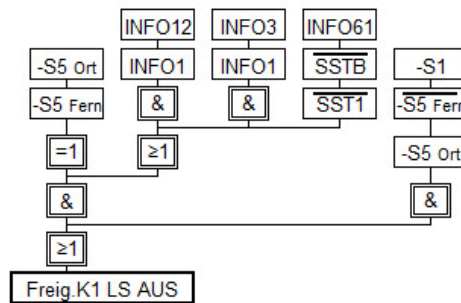 INFO12 INFO3 INFO61
-S5 Ort INFO1 INFO1 SSTB -S1
-S5 Fern & & SST1 -S5 Fern
=1 ≥1 -S5 Ort
& &
≥1
Freig.K1 LS AUS